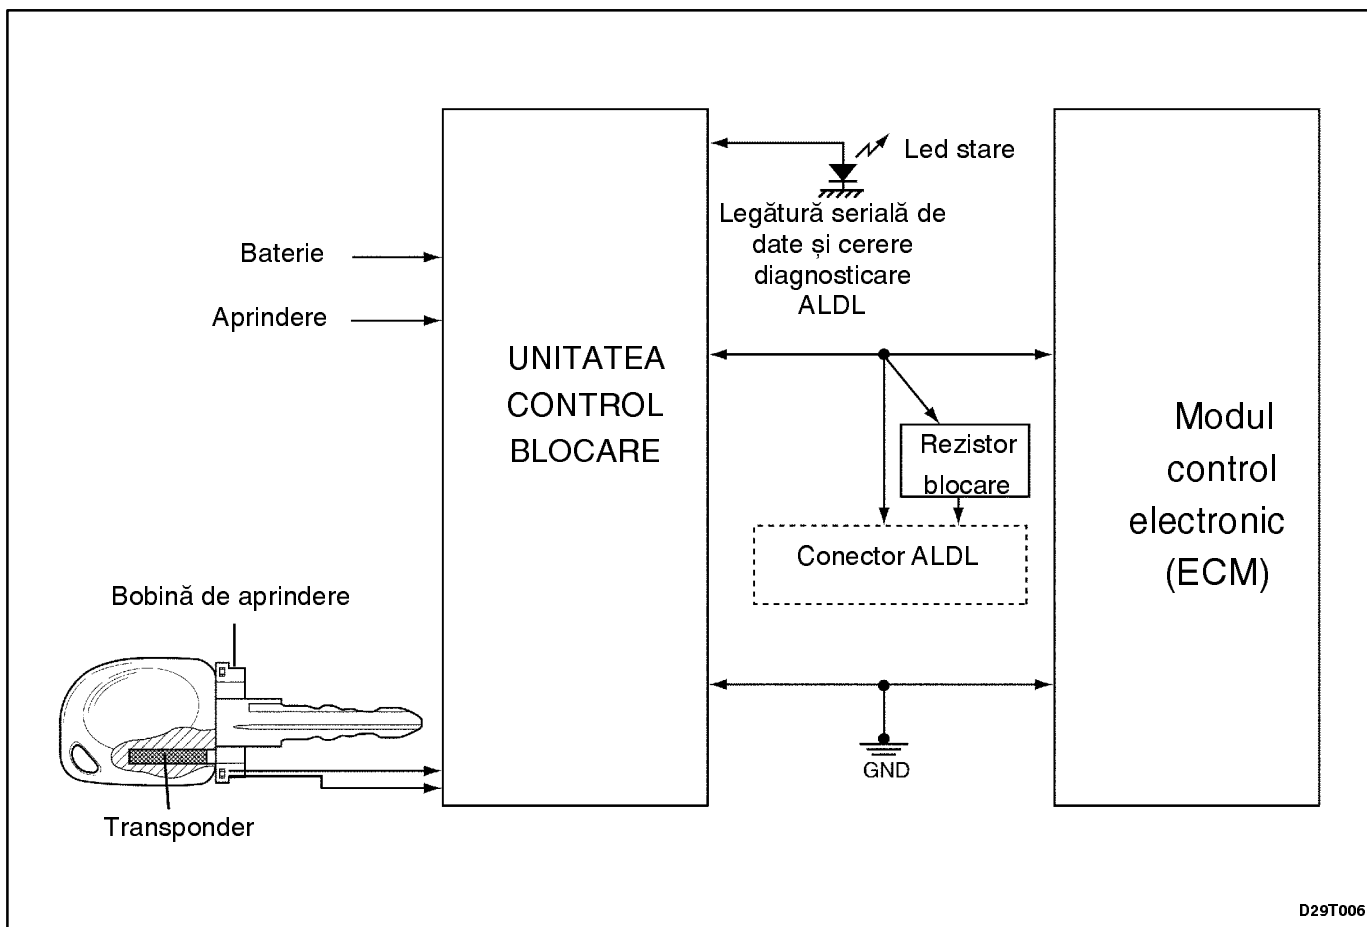 Led stare
Legătură serială de
date și cerere
diagnosticare
ALDL
Baterie
Aprindere
UNITATEA
CONTROL
BLOCARE
Modul
control
electronic
(ECM)
Rezistor
blocare
Conector ALDL
Bobină de aprindere
GND
Transponder
D29T006